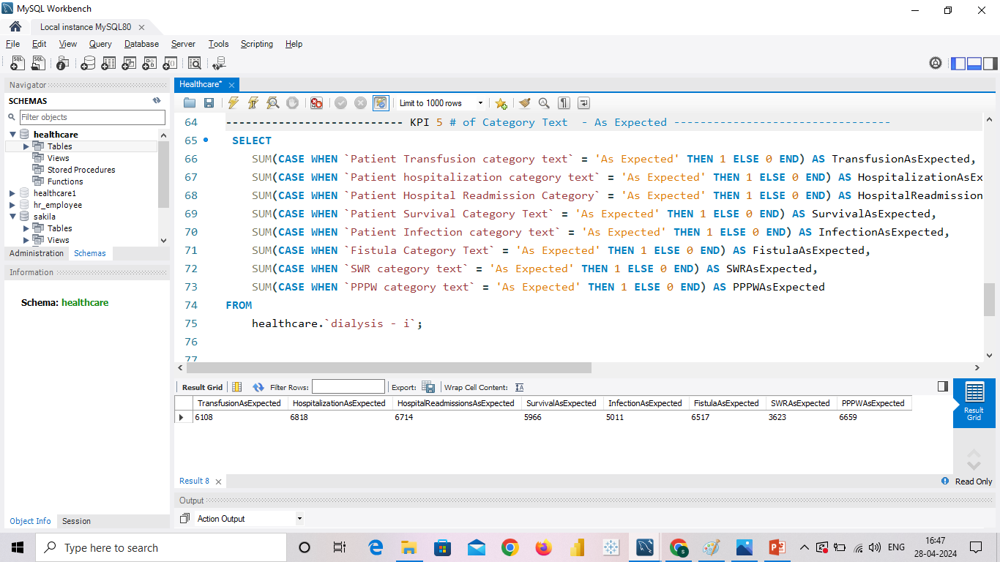 MySQL Workbench
Local instance MySQL80
File Edit View Query Database Server Tools Scripting Help
Navigator
SCHEMAS
Filter objects
healthcare
Tables
Views
Stored Procedures
Functions
healthcare1
hr_employee
sakila
Tables
Views
Administration Schemas
Information
Schema: healthcare
Object Info Session
Healthcare*
Limit to 1000 rows
64 --------------------------- KPI 5 # of Category Text - As Expected ---------------------------------
65 SELECT
66 SUM(CASE WHEN `Patient Transfusion category text` = 'As Expected' THEN 1 ELSE 0 END) AS TransfusionAsExpected,
67 SUM(CASE WHEN `Patient hospitalization category text` = 'As Expected' THEN 1 ELSE 0 END) AS HospitalizationAsEx
68 SUM(CASE WHEN `Patient Hospital Readmission Category` = 'As Expected' THEN 1 ELSE 0 END) AS HospitalReadmission
69 SUM(CASE WHEN `Patient Survival Category Text` = 'As Expected' THEN 1 ELSE 0 END) AS SurvivalAsExpected,
70 SUM(CASE WHEN `Patient Infection category text` = 'As Expected' THEN 1 ELSE 0 END) AS InfectionAsExpected,
71 SUM(CASE WHEN `Fistula Category Text` = 'As Expected' THEN 1 ELSE 0 END) AS FistulaAsExpected,
72 SUM(CASE WHEN `SWR category text` = 'As Expected' THEN 1 ELSE 0 END) AS SWRAsExpected,
73 SUM(CASE WHEN `PPPW category text` = 'As Expected' THEN 1 ELSE 0 END) AS PPPWAsExpected
74 FROM
75 healthcare.`dialysis - i`;
76
77
Result Grid Filter Rows: Export: Wrap Cell Content:
TransfusionAsExpected HospitalizationAsExpected HospitalReadmissionsAsExpected SurvivalAsExpected InfectionAsExpected FistulaAsExpected SWRAsExpected PPPWAsExpected
6108 6818 6714 5966 5011 6517 3623 6659
Result
Grid
Result 8
Read Only
Output
Action Output
Type here to search
ENG
16:47
28-04-2024